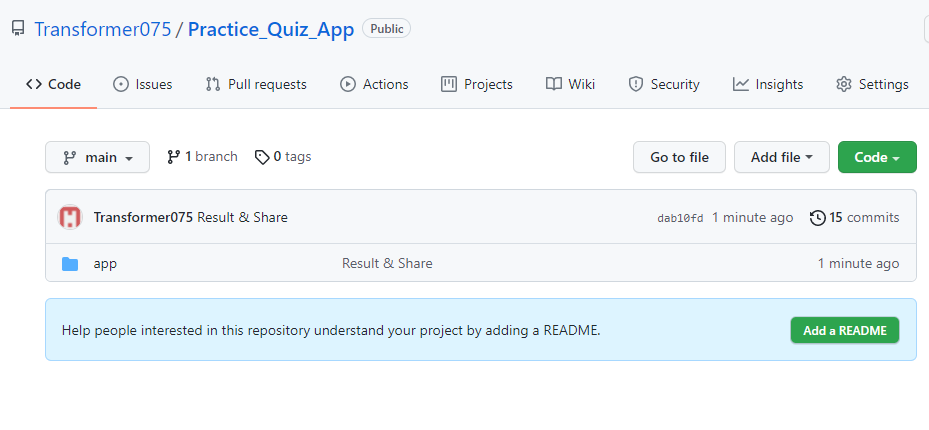 Transformer075 / Practice_Quiz_App Public
Code Issues Pull requests Actions Projects Wiki Security Insights Settings
main 1 branch 0 tags Go to file Add file Code
Transformer075 Result & Share dab10fd 1 minute ago 15 commits
app Result & Share 1 minute ago
Help people interested in this repository understand your project by adding a README. Add a README